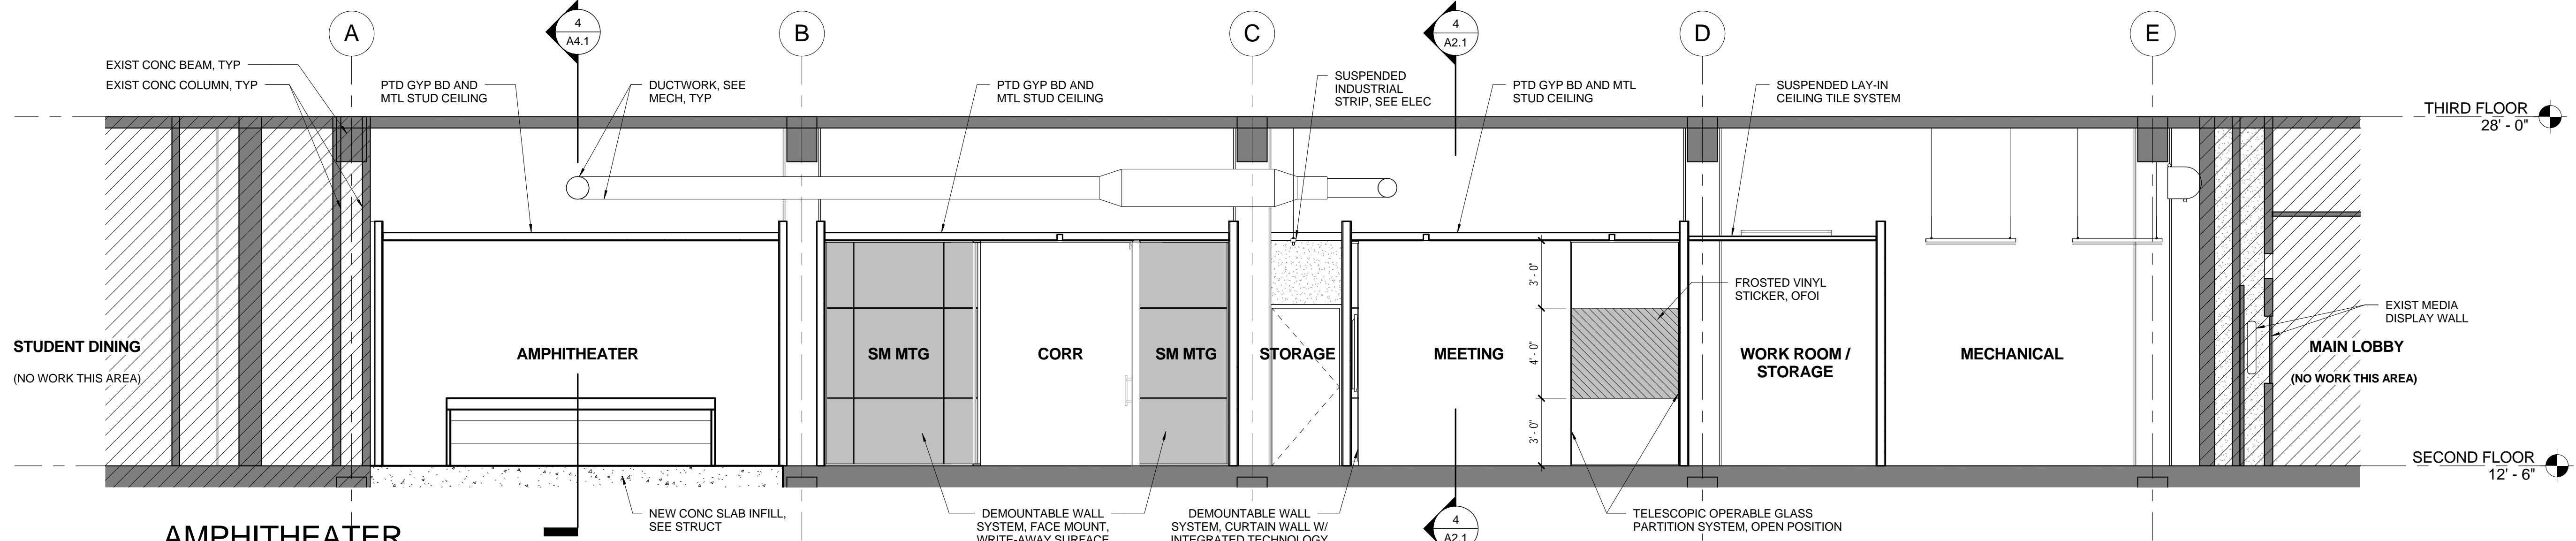 A
B
C
D
E
4
A4.1
4
A2.1
EXIST CONC BEAM, TYP
EXIST CONC COLUMN, TYP
PTD GYP BD AND
MTL STUD CEILING
DUCTWORK, SEE
MECH, TYP
PTD GYP BD AND
MTL STUD CEILING
SUSPENDED
INDUSTRIAL
STRIP, SEE ELEC
PTD GYP BD AND MTL
STUD CEILING
SUSPENDED LAY-IN
CEILING TILE SYSTEM
THIRD FLOOR
28' - 0"
3' - 0"
4' - 0"
3' - 0"
FROSTED VINYL
STICKER, OFOI
EXIST MEDIA
DISPLAY WALL
STUDENT DINING
(NO WORK THIS AREA)
AMPHITHEATER
SM MTG
CORR
SM MTG
STORAGE
MEETING
WORK ROOM /
STORAGE
MECHANICAL
MAIN LOBBY
(NO WORK THIS AREA)
SECOND FLOOR
12' - 6"
NEW CONC SLAB INFILL,
SEE STRUCT
DEMOUNTABLE WALL
SYSTEM, FACE MOUNT,
WRITE-AWAY SURFACE
DEMOUNTABLE WALL
SYSTEM, CURTAIN WALL W/
INTEGRATED TECHNOLOGY
4
A2.1
TELESCOPIC OPERABLE GLASS
PARTITION SYSTEM, OPEN POSITION
AMPHITHEATER